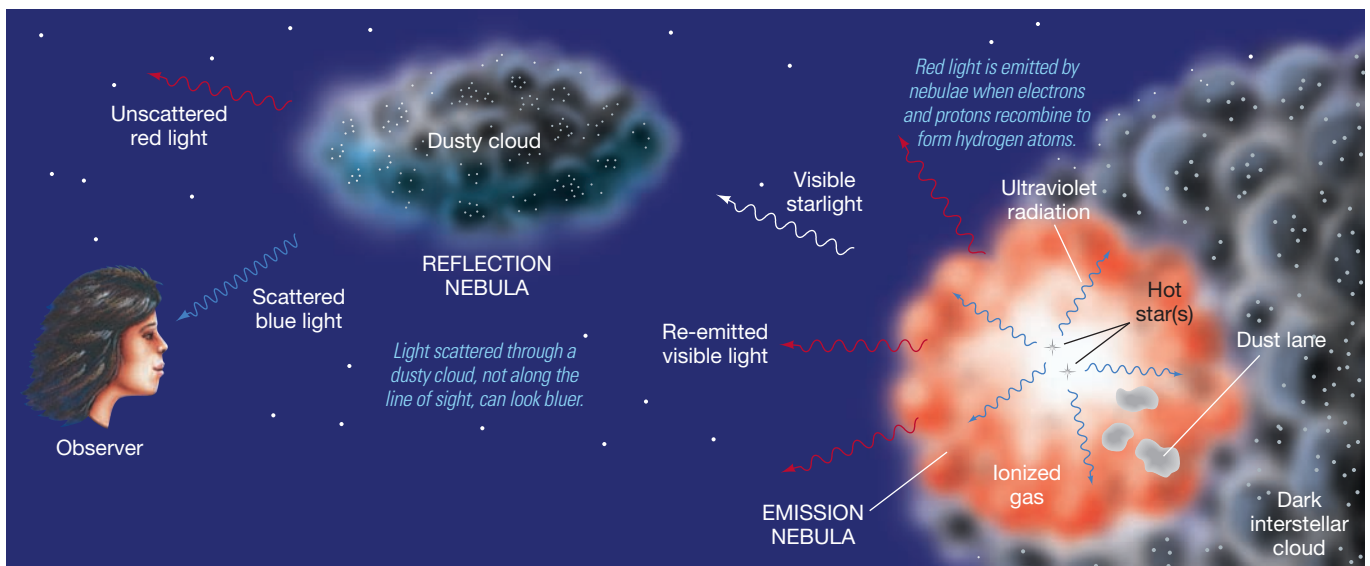 Unscattered
red light
Dusty cloud
REFLECTION
NEBULA
Scattered
blue light
Light scattered through a
dusty cloud, not along the
line of sight, can look bluer.
Observer
Visible
starlight
Re-emitted
visible light
Red light is emitted by
nebulae when electrons
and protons recombine to
form hydrogen atoms.
Ultraviolet
radiation
Hot
star(s)
Dust lane
Ionized
gas
EMISSION
NEBULA
Dark
interstellar
cloud